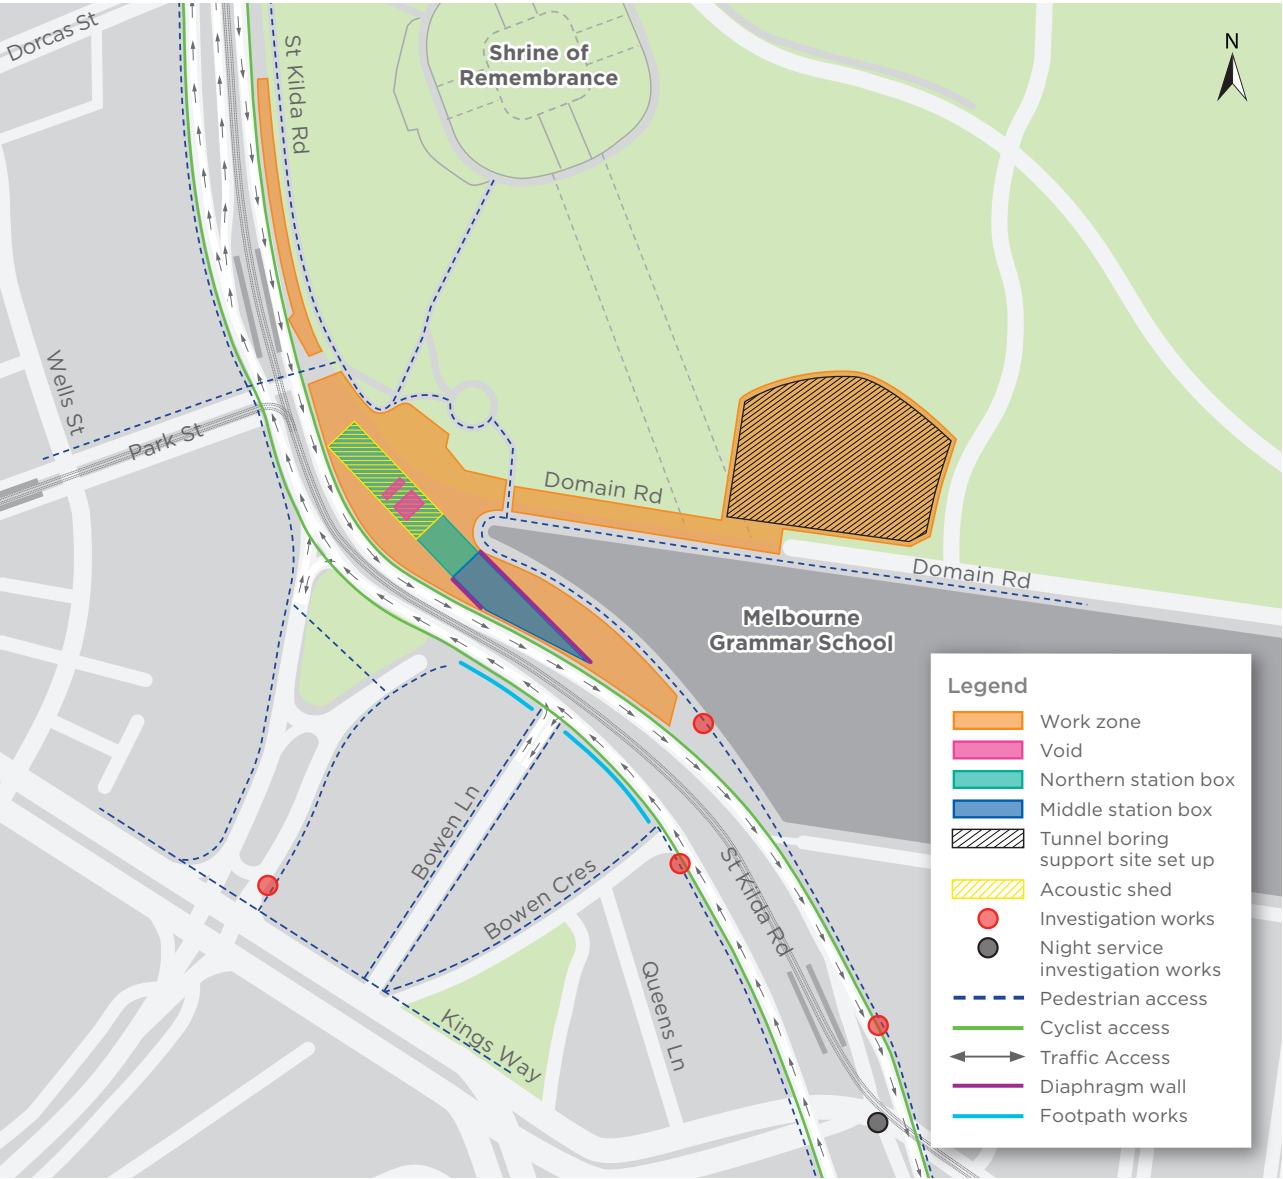 Dorcas St
St Kilda Rd
Shrine of
Remembrance
N
Wells St
Park St
Domain Rd
Domain Rd
Melbourne
Grammar School
Bowen Ln
Bowen Cres
St Kilda Rd
Queens Ln
Kings Way
Legend
Work zone
Void
Northern station box
Middle station box
Tunnel boring
support site set up
Acoustic shed
Investigation works
Night service
investigation works
Pedestrian access
Cyclist access
Traffic Access
Diaphragm wall
Footpath works